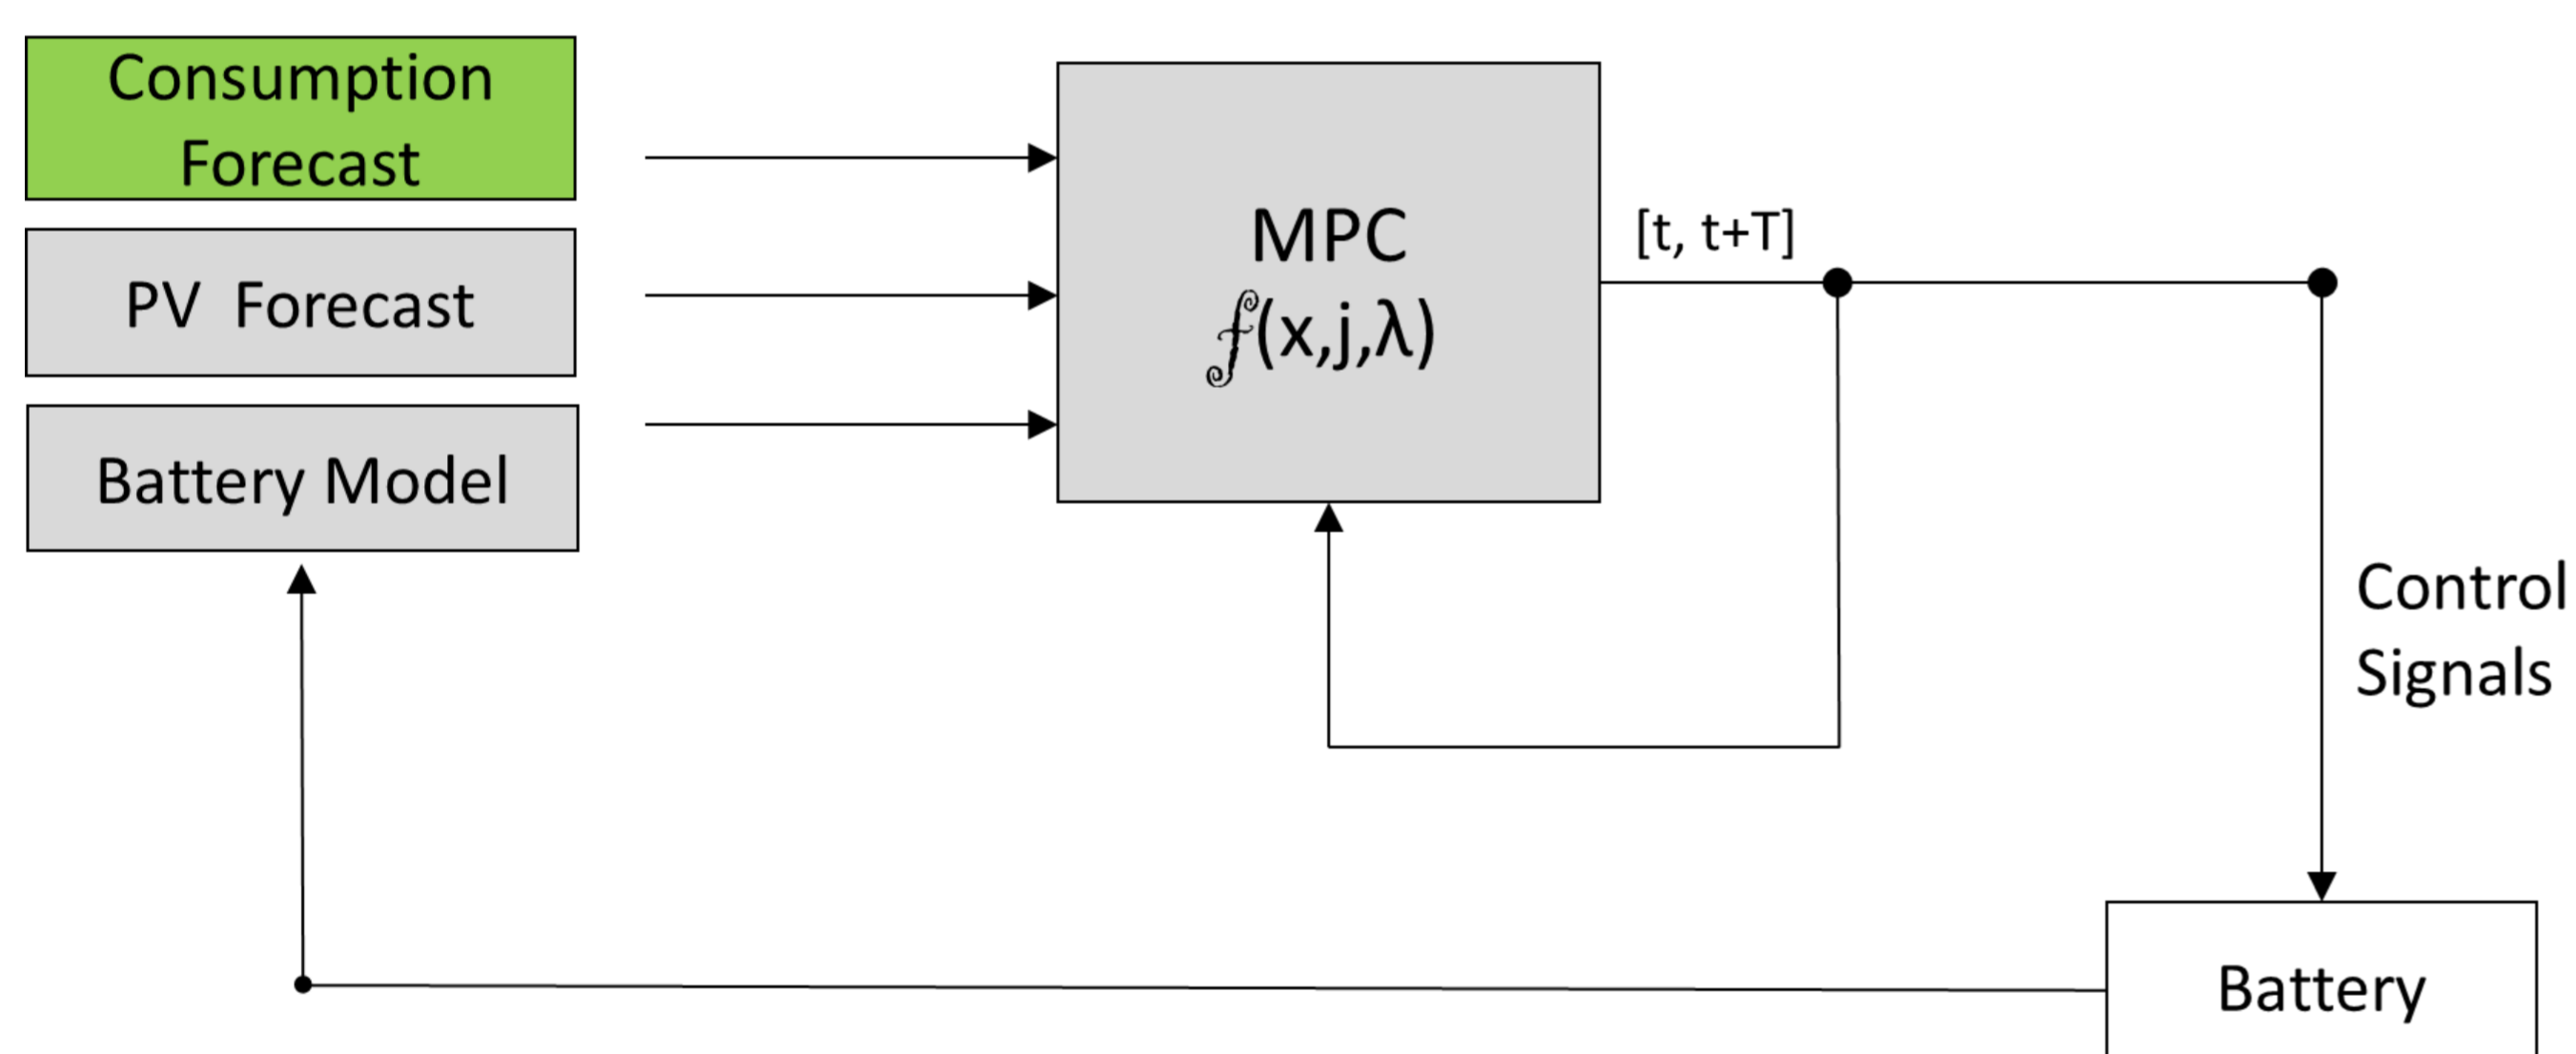 Consumption
Forecast
PV Forecast
Battery Model
MPC
f(x,j,λ)
[t, t+T]
Control
Signals
Battery